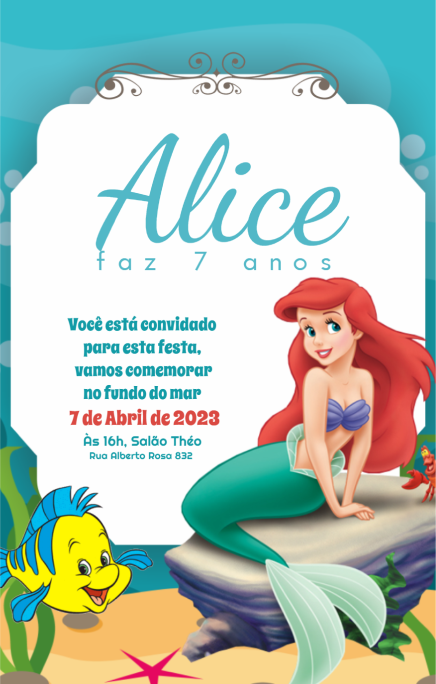 Alice
faz 7 anos
Você está convidado
para esta festa,
vamos comemorar
no fundo do mar
7 de Abril de 2023
Às 16h, Salão Théo
Rua Alberto Rosa 832